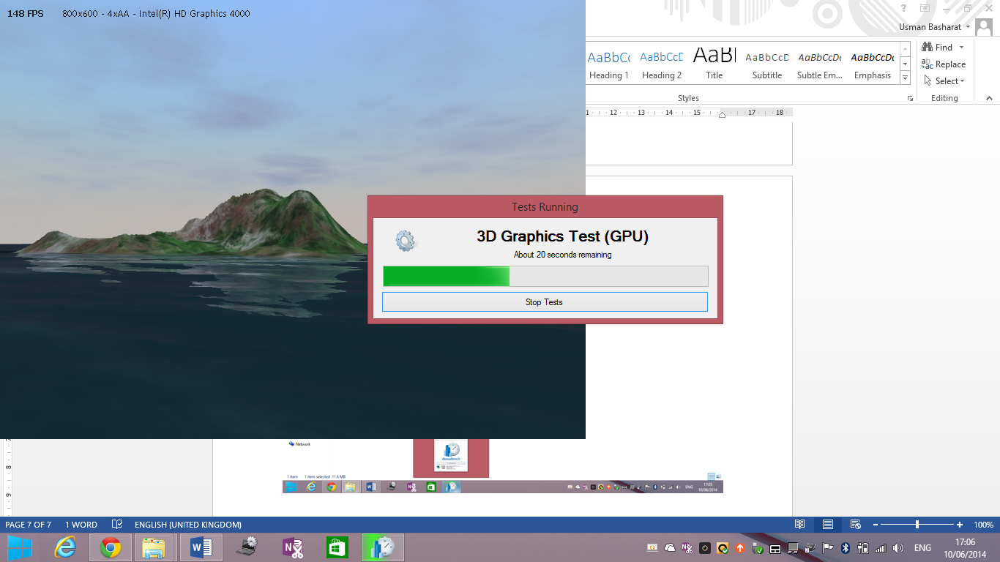 148 FPS 800x600 - 4xAA - Intel(R) HD Graphics 4000
Usman Basharat
AaBbCc AaBbCcD AaBb AaBbCcD AaBbCcDc AaBbCcDc
Heading 1 Heading 2 Title Subtitle Subtle Em... Emphasis
Find
Replace
Select
Styles Editing
12 13 14 15 17 18
Tests Running
3D Graphics Test (GPU)
About 20 seconds remaining
Stop Tests
Network
NovaBench
1 item 1 item selected 11.6 MB
ENG 17:05
10/06/2014
8
9
PAGE 7 OF 7 1 WORD ENGLISH (UNITED KINGDOM) 100%
ENG 17:06
10/06/2014